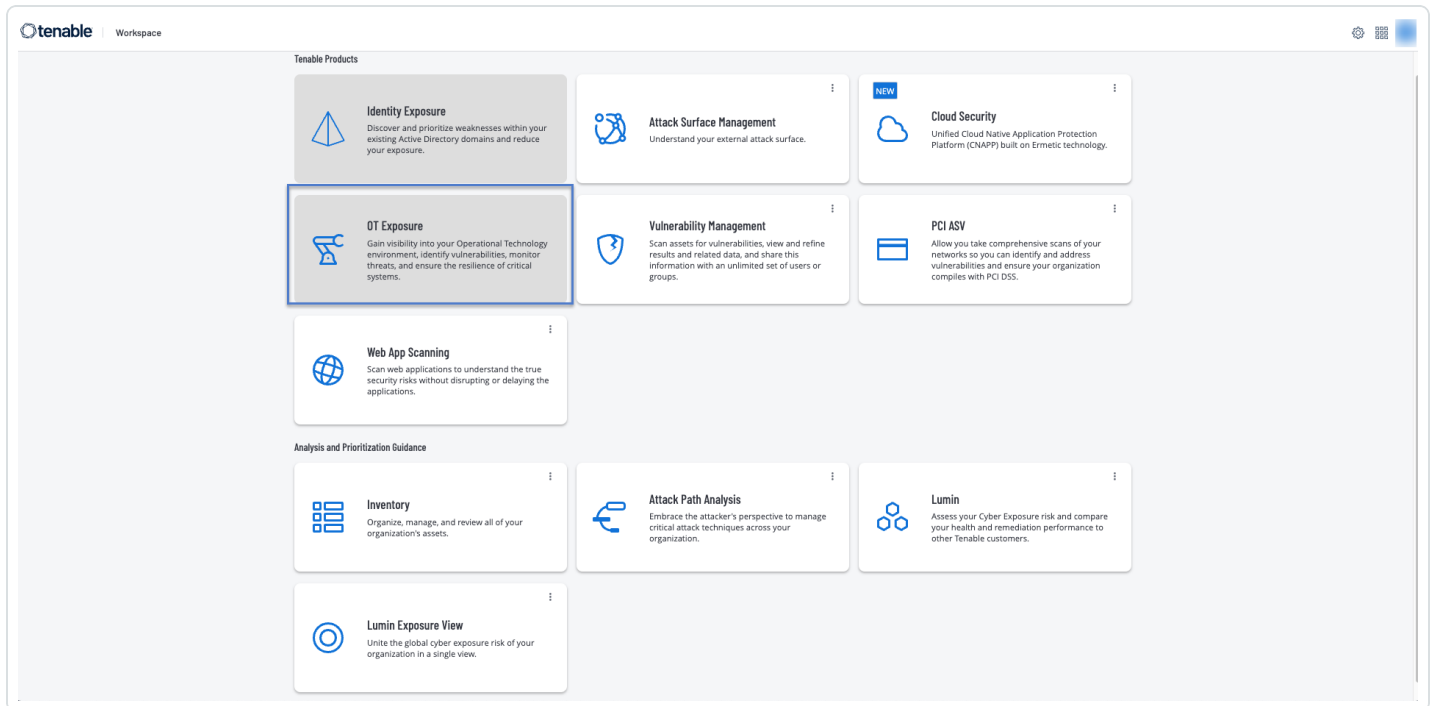 tenable
Workspace
Tenable Products
Identity Exposure
Discover and prioritize weaknesses within your
existing Active Directory domains and reduce
your exposure.
Attack Surface Management
Understand your external attack surface.
NEW
Cloud Security
Unified Cloud Native Application Protection
Platform (CNAPP) built on Ermetic technology.
OT Exposure
Gain visibility into your Operational Technology
environment, identify vulnerabilities, monitor
threats, and ensure the resilience of critical
systems.
Vulnerability Management
Scan assets for vulnerabilities, view and refine
results and related data, and share this
information with an unlimited set of users or
groups.
PCI ASV
Allow you take comprehensive scans of your
networks so you can identify and address
vulnerabilities and ensure your organization
compiles with PCI DSS.
Web App Scanning
Scan web applications to understand the true
security risks without disrupting or delaying the
applications.
Analysis and Prioritization Guidance
Inventory
Organize, manage, and review all of your
organization's assets.
Attack Path Analysis
Embrace the attacker's perspective to manage
critical attack techniques across your
organization.
Lumin
Assess your Cyber Exposure risk and compare
your health and remediation performance to
other Tenable customers.
Lumin Exposure View
Unite the global cyber exposure risk of your
organization in a single view.